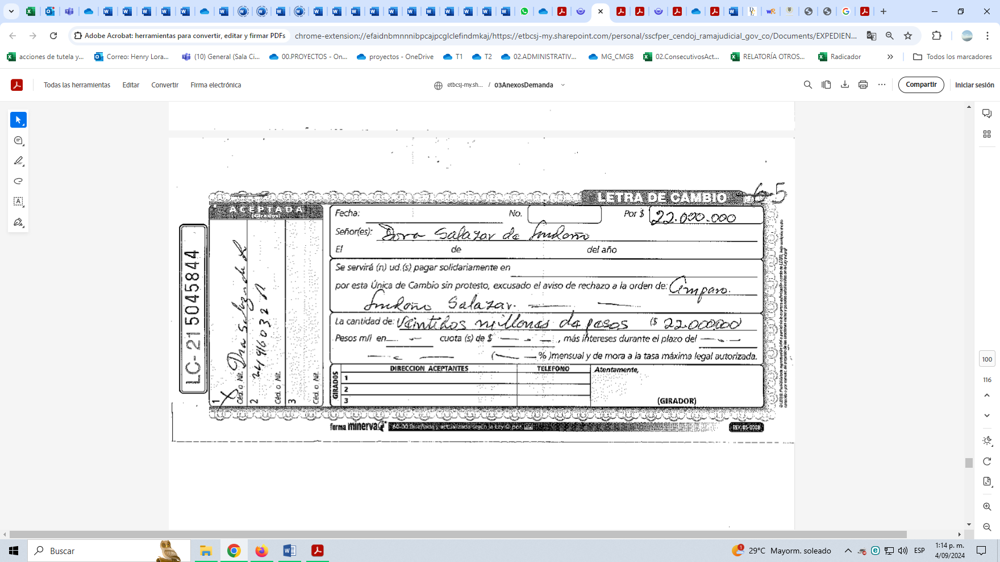 Adobe Acrobat: herramientas para convertir, editar y firmar PDFs
chrome-extension://efaidnbmnnnibpcajpcglclefindmkaj/https://etbcsj-my.sharepoint.com/personal/sscfper_cendoj_ramajudicial_gov_co/Documents/EXPEDIEN...
acciones de tutela y...
Correo: Henry Lora...
(10) General (Sala Ci...
00.PROYECTOS - On...
proyectos - OneDrive
T1
T2
02.ADMINISTRATIV...
MG_CMGB
02.ConsecutivosAct...
RELATORÍA OTROS...
Radicador
Todos los marcadores
Todas las herramientas
Editar
Convertir
Firma electrónica
etbcsj-my.sh... / 03AnexosDemanda
Compartir
Iniciar sesión
65
LETRA DE CAMBIO
ACEPTADA
(Girados)
Fecha: No. Por $ 22.000.000
Señor(es): Dora Salazar de Londoño
El de del año
Se servirá (n) ud.(s) pagar solidariamente en
por esta Única de Cambio sin protesto, excusado el aviso de rechazo a la orden de: Amparo.
Londoño Salazar.
La cantidad de: Veintidos millones de pesos ($ 22.000.000)
Pesos m/l en cuota (s) de $ , más intereses durante el plazo del
( % )mensual y de mora a la tasa máxima legal autorizada.
GIRADOS
DIRECCION ACEPTANTES TELEFONO Atentamente,
1
2
3
(GIRADOR)
LC-21 5045844
1 Céd. o Nit.
2 Céd. o Nit.
3 Céd. o Nit.
forma minerva 60-00 Diseñada y actualizada según la Ley © por LEGIS
REV. 05-2008
100
116
Buscar
29°C Mayorm. soleado
ESP
1:14 p. m.
4/09/2024